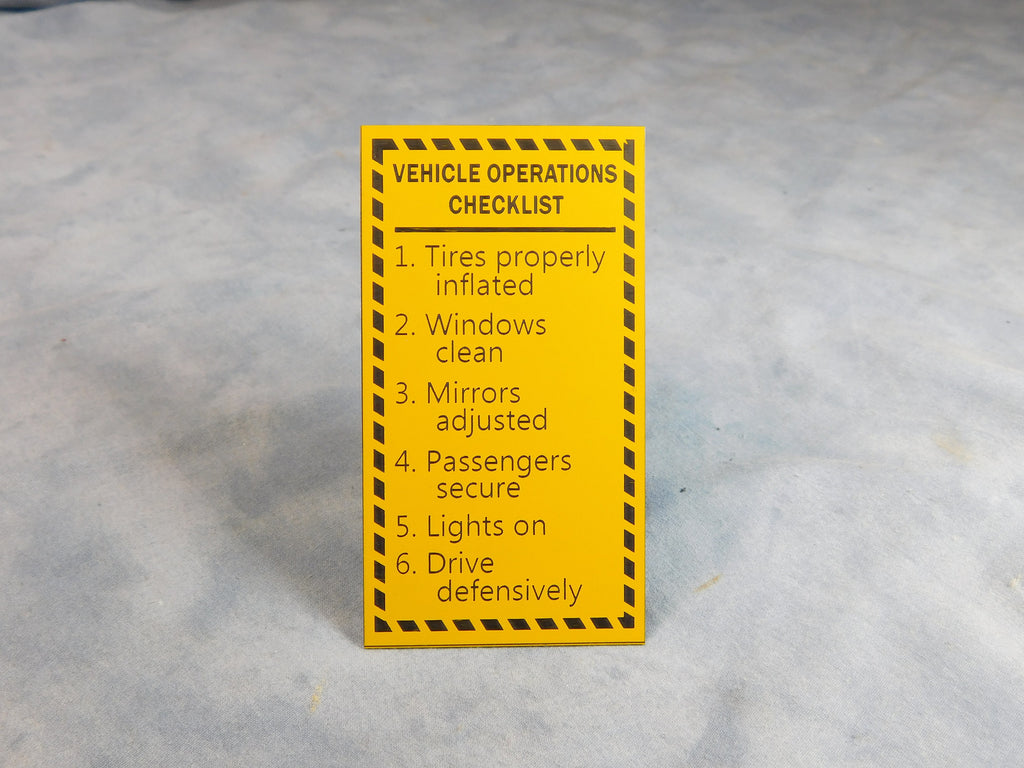 VEHICLE OPERATIONS
CHECKLIST
1. Tires properly
inflated
2. Windows
clean
3. Mirrors
adjusted
4. Passengers
secure
5. Lights on
6. Drive
defensively